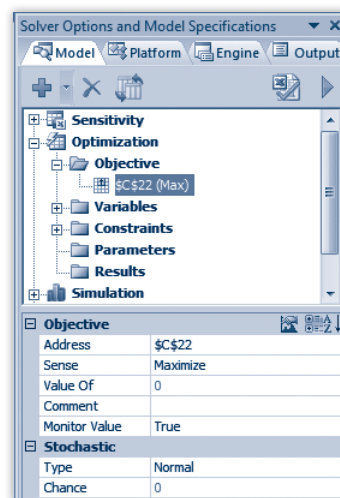 Solver Options and Model Specifications
Model Platform Engine Output
Sensitivity
Optimization
Objective
$C$22 (Max)
Variables
Constraints
Parameters
Results
Simulation
Objective
Address $C$22
Sense Maximize
Value Of 0
Comment
Monitor Value True
Stochastic
Type Normal
Chance 0